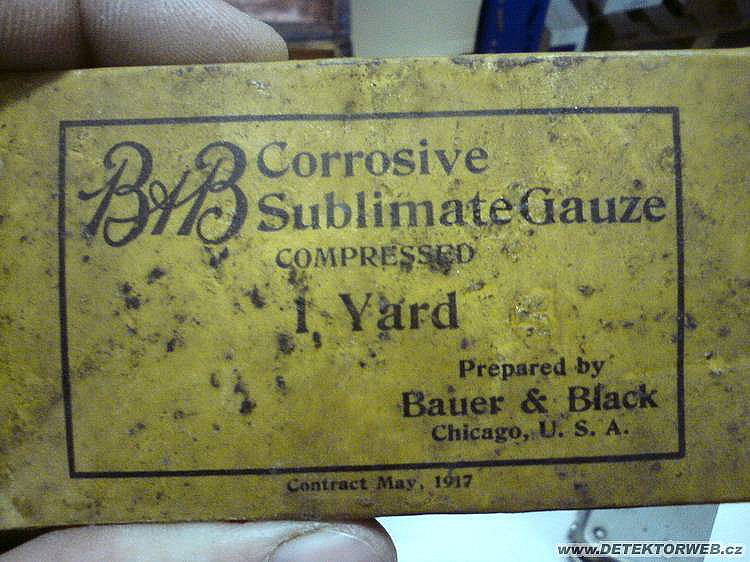 B&B Corrosive
Sublimate Gauze
COMPRESSED
1 Yard
Prepared by
Bauer & Black
Chicago, U. S. A.
Contract May, 1917
www.DETEKTORWEB.cz